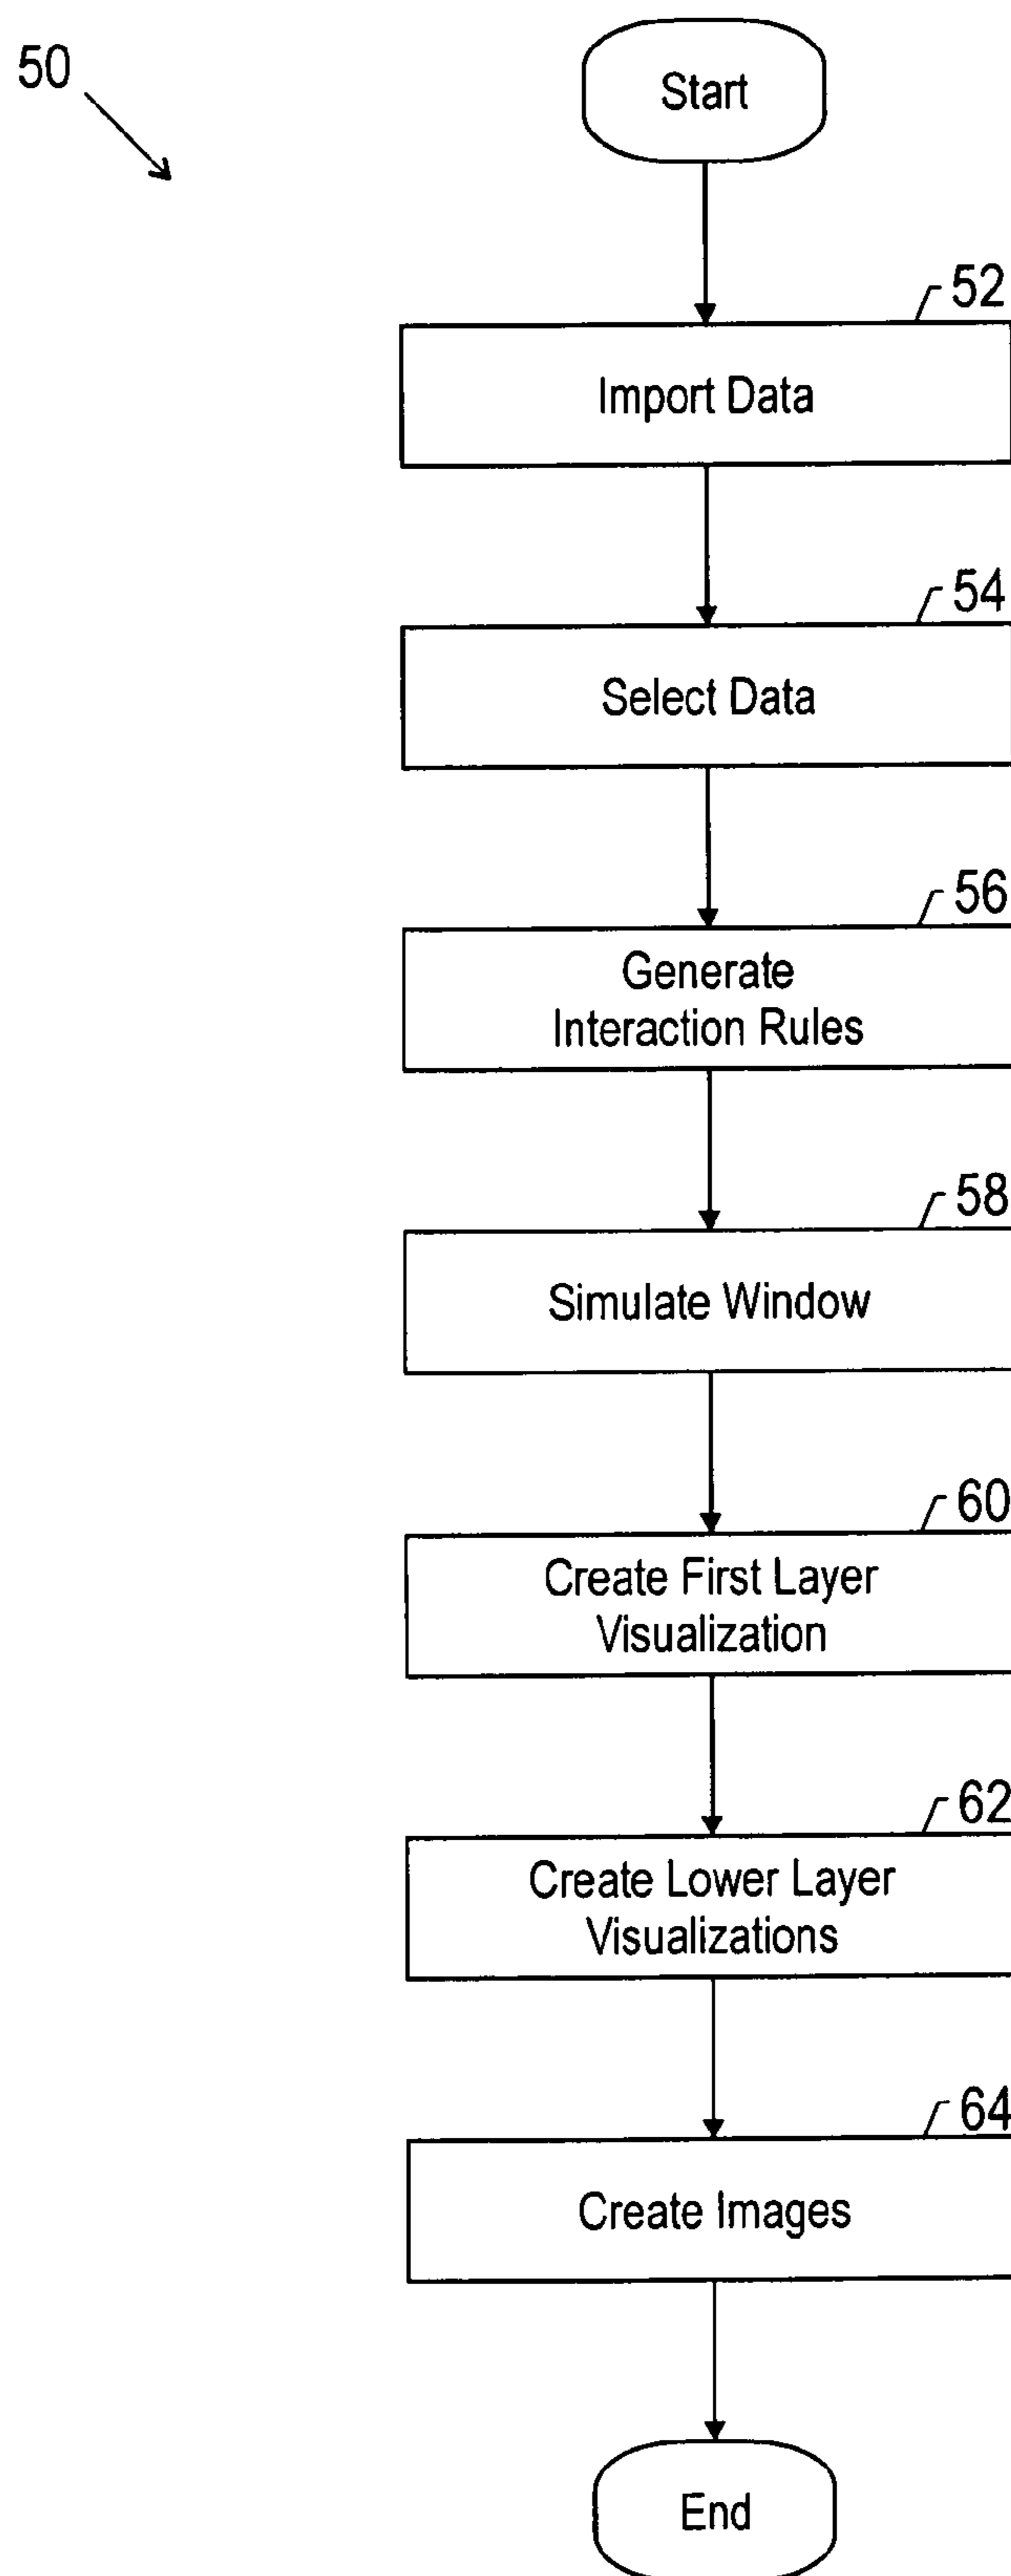 50
Start
52
Import Data
54
Select Data
56
Generate
Interaction Rules
58
Simulate Window
60
Create First Layer
Visualization
62
Create Lower Layer
Visualizations
64
Create Images
End